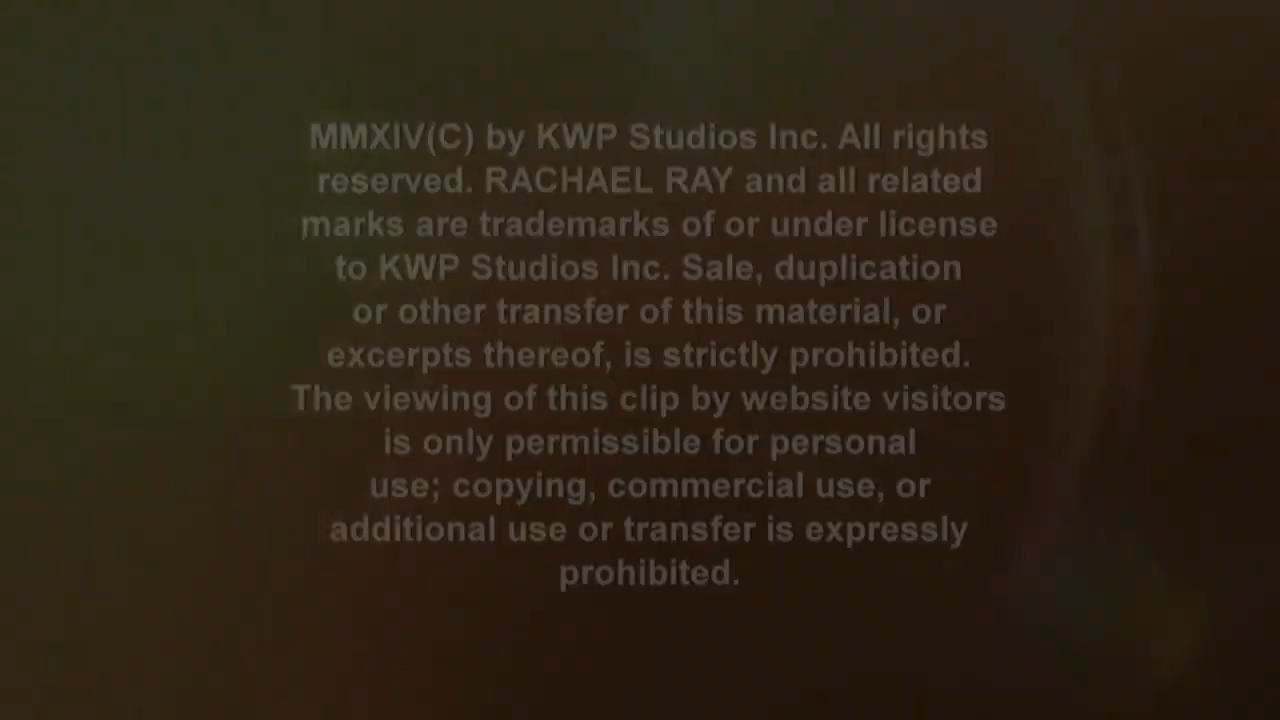 MMXIV(C) by KWP Studios Inc. All rights
reserved. RACHAEL RAY and all related
marks are trademarks of or under license
to KWP Studios Inc. Sale, duplication
or other transfer of this material, or
excerpts thereof, is strictly prohibited.
The viewing of this clip by website visitors
is only permissible for personal
use; copying, commercial use, or
additional use or transfer is expressly
prohibited.